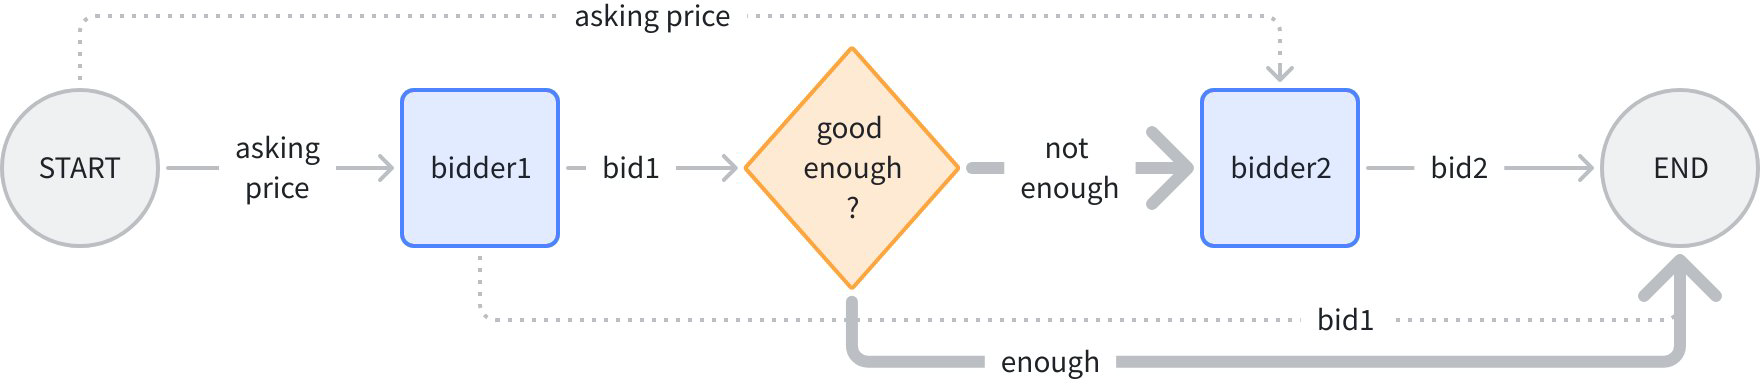 asking price
START
asking
price
bidder1
bid1
good
enough
?
not
enough
bidder2
bid2
END
bid1
enough